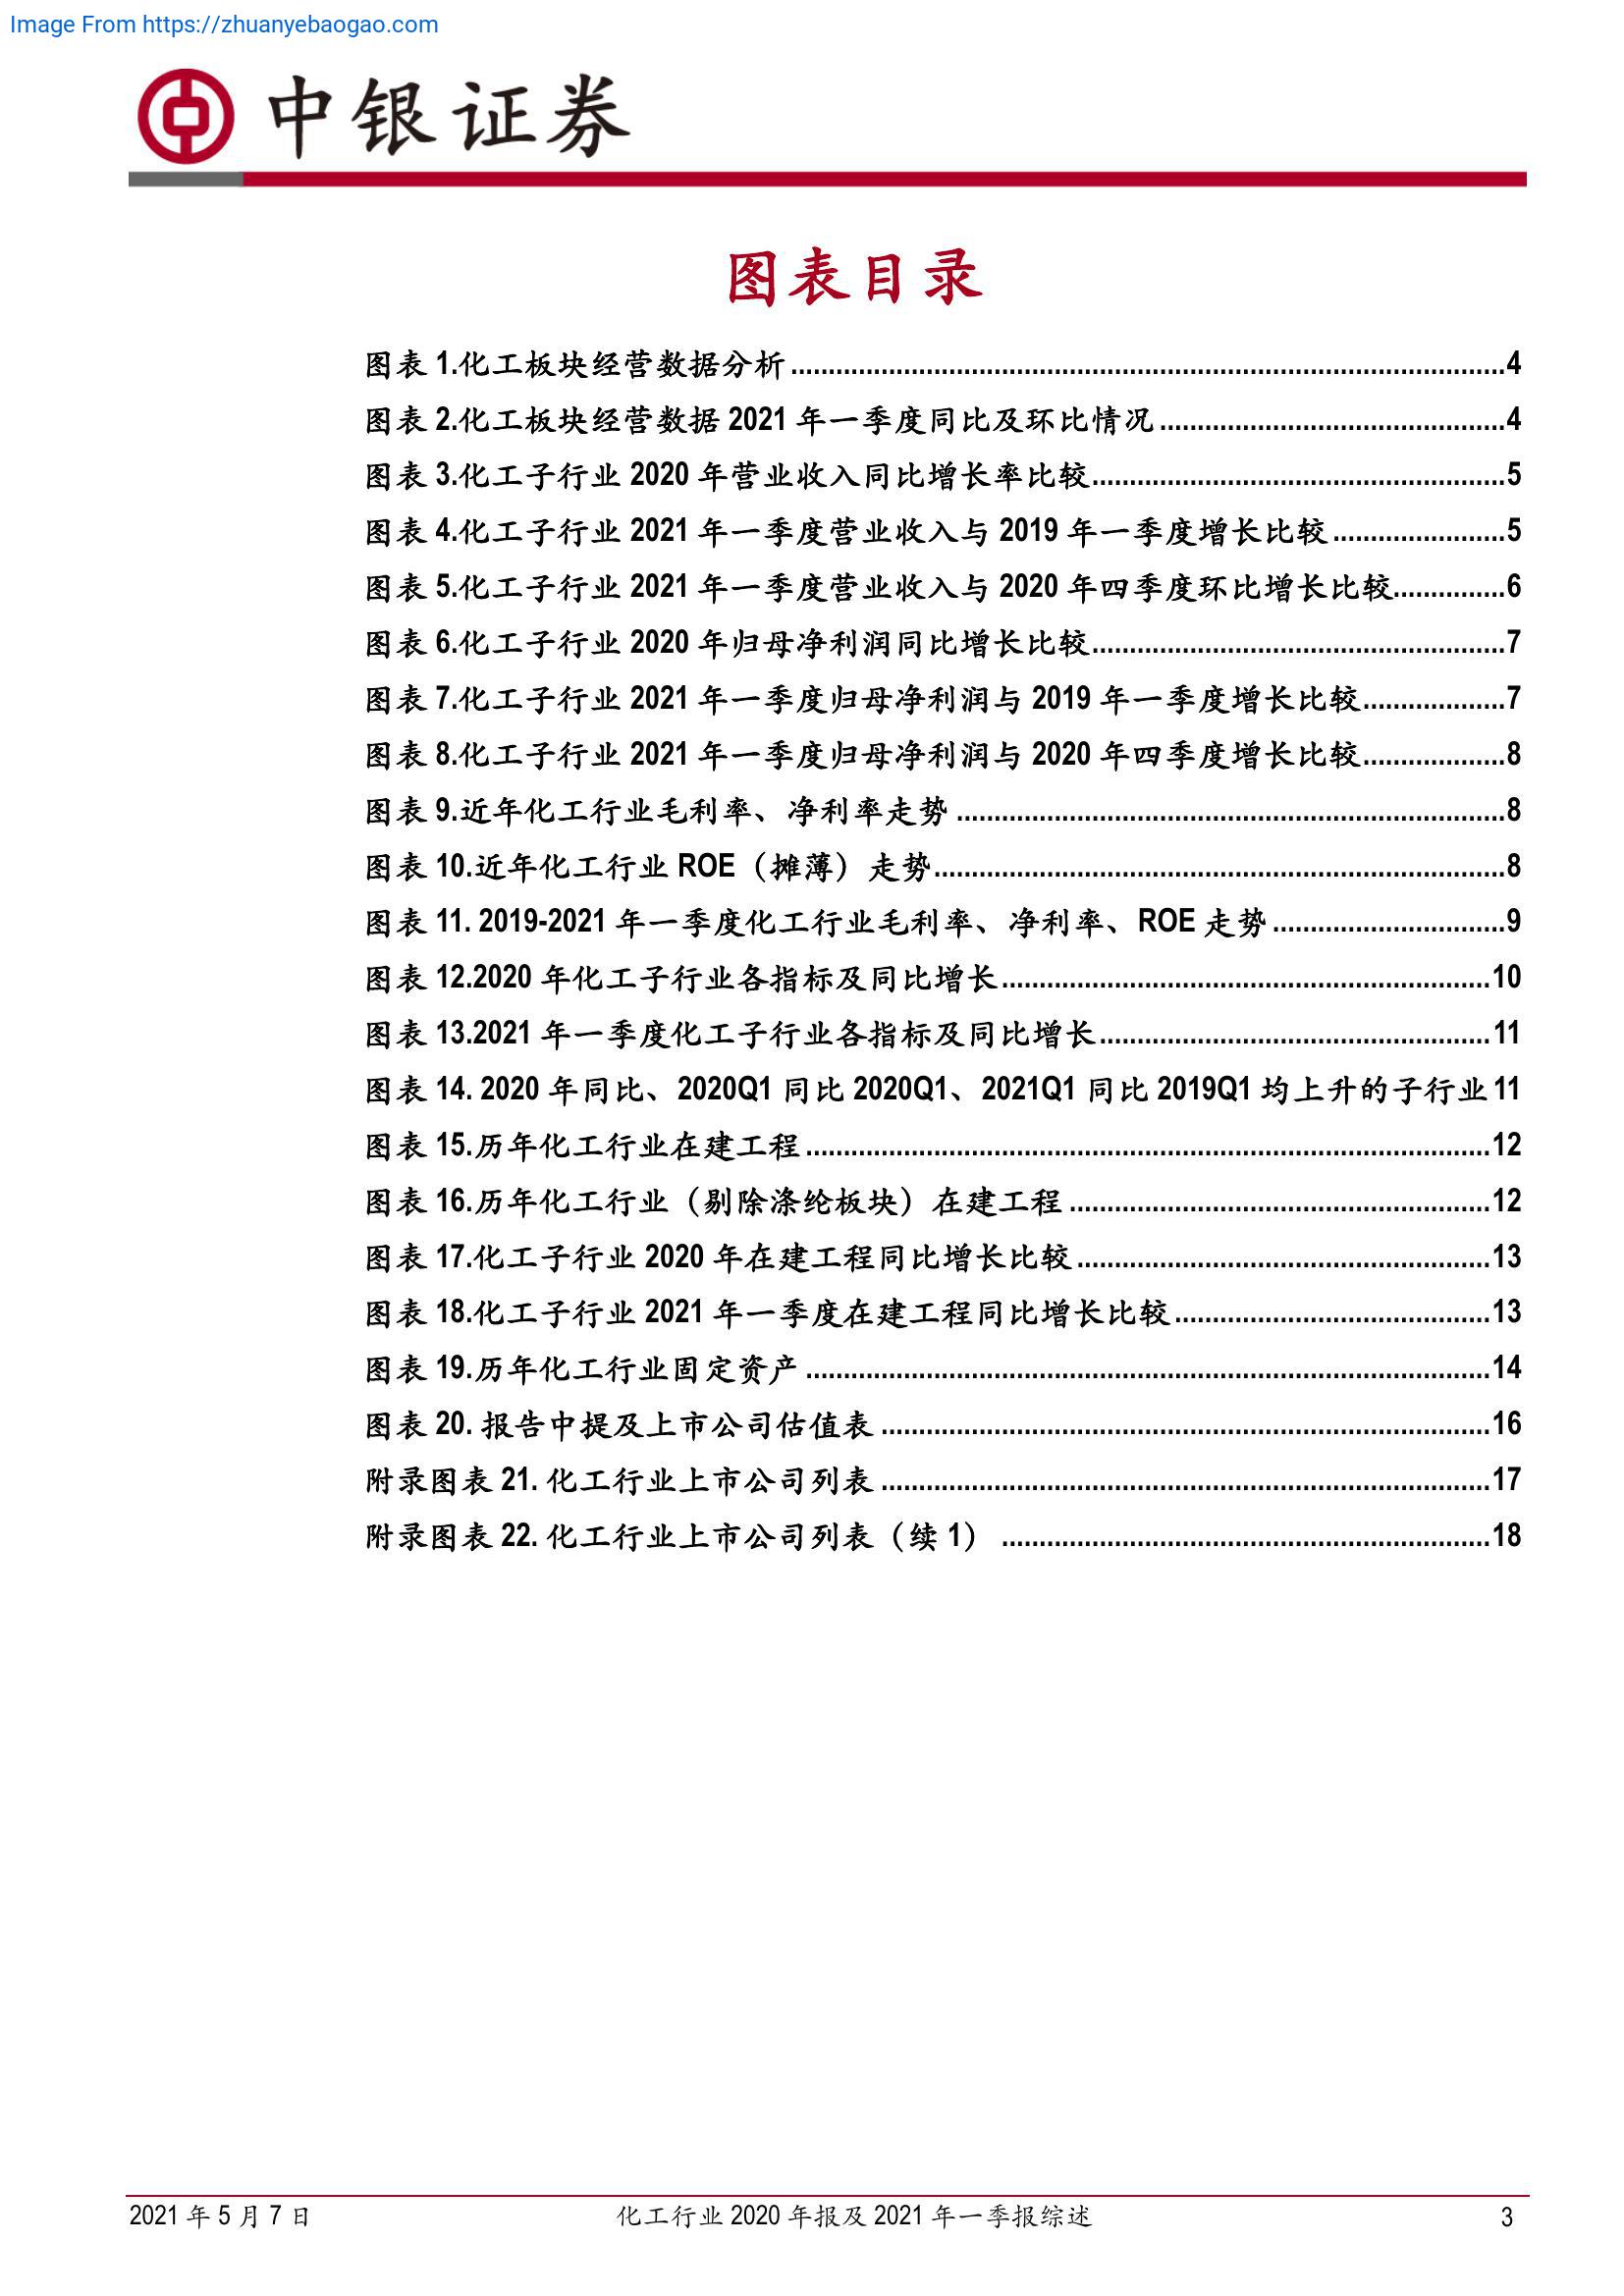 Image From https://zhuanyebaogao.com
中银证券
图表目录
图表 1.化工板块经营数据分析........................................................................................4
图表 2.化工板块经营数据 2021 年一季度同比及环比情况..............................................4
图表 3.化工子行业 2020 年营业收入同比增长率比较.......................................................5
图表 4.化工子行业 2021 年一季度营业收入与 2019 年一季度增长比较.......................5
图表 5.化工子行业 2021 年一季度营业收入与 2020 年四季度环比增长比较...............6
图表 6.化工子行业 2020 年归母净利润同比增长比较.......................................................7
图表 7.化工子行业 2021 年一季度归母净利润与 2019 年一季度增长比较...................7
图表 8.化工子行业 2021 年一季度归母净利润与 2020 年四季度增长比较...................8
图表 9.近年化工行业毛利率、净利率走势.........................................................................8
图表 10.近年化工行业 ROE（摊薄）走势............................................................................8
图表 11. 2019-2021 年一季度化工行业毛利率、净利率、ROE 走势...............................9
图表 12.2020 年化工子行业各指标及同比增长.................................................................10
图表 13.2021 年一季度化工子行业各指标及同比增长....................................................11
图表 14. 2020 年同比、2020Q1 同比 2020Q1、2021Q1 同比 2019Q1 均上升的子行业 11
图表 15.历年化工行业在建工程...........................................................................................12
图表 16.历年化工行业（剔除涤纶板块）在建工程........................................................12
图表 17.化工子行业 2020 年在建工程同比增长比较.......................................................13
图表 18.化工子行业 2021 年一季度在建工程同比增长比较..........................................13
图表 19.历年化工行业固定资产...........................................................................................14
图表 20. 报告中提及上市公司估值表.................................................................................16
附录图表 21. 化工行业上市公司列表.................................................................................17
附录图表 22. 化工行业上市公司列表（续 1）.................................................................18
2021 年 5 月 7 日 化工行业 2020 年报及 2021 年一季报综述 3